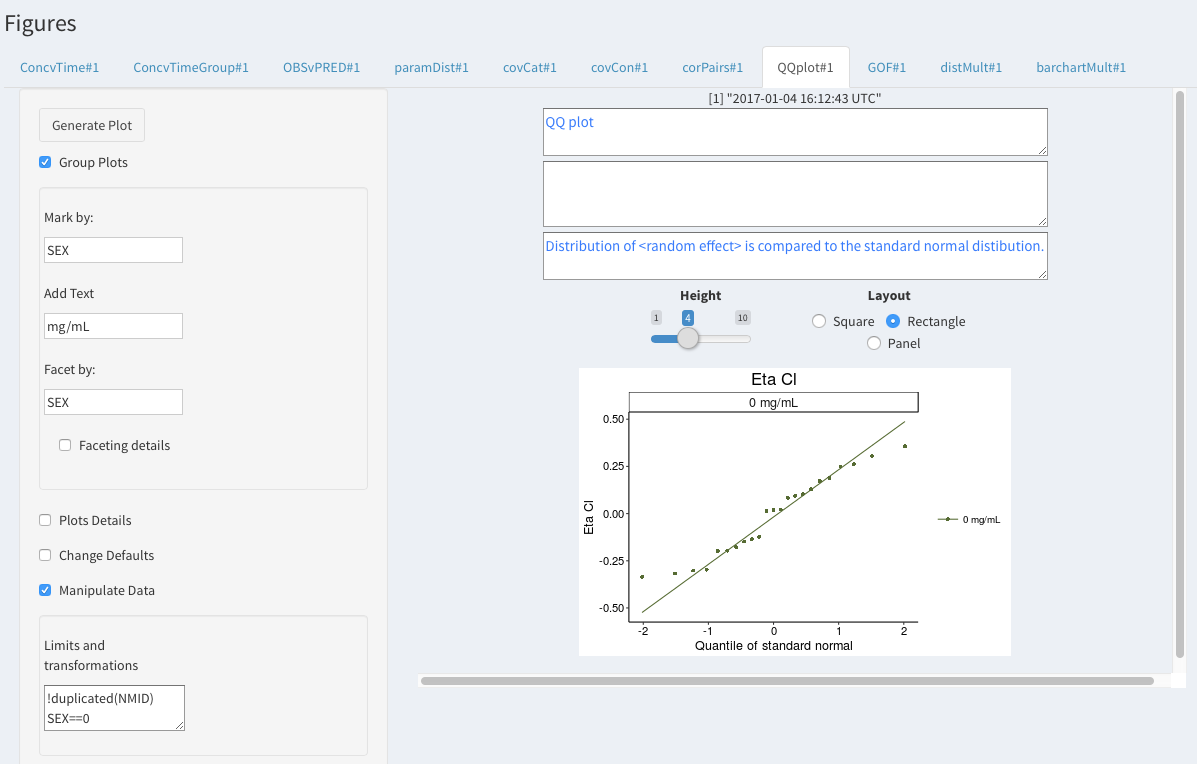 Figures
ConcvTime#1 ConcvTimeGroup#1 OBSvPRED#1 paramDist#1 covCat#1 covCon#1 corPairs#1 QQplot#1 GOF#1 distMult#1 barchartMult#1
Generate Plot
Group Plots
Mark by:
SEX
Add Text
mg/mL
Facet by:
SEX
Faceting details
Plots Details
Change Defaults
Manipulate Data
Limits and
transformations
!duplicated(NMID)
SEX==0
[1] "2017-01-04 16:12:43 UTC"
QQ plot
Distribution of <random effect> is compared to the standard normal distibution.
Height
1 4 10
Layout
Square Rectangle
Panel
Eta Cl
0 mg/mL
0.50
0.25
0.00
-0.25
-0.50
Eta Cl
-2 -1 0 1 2
Quantile of standard normal
0 mg/mL